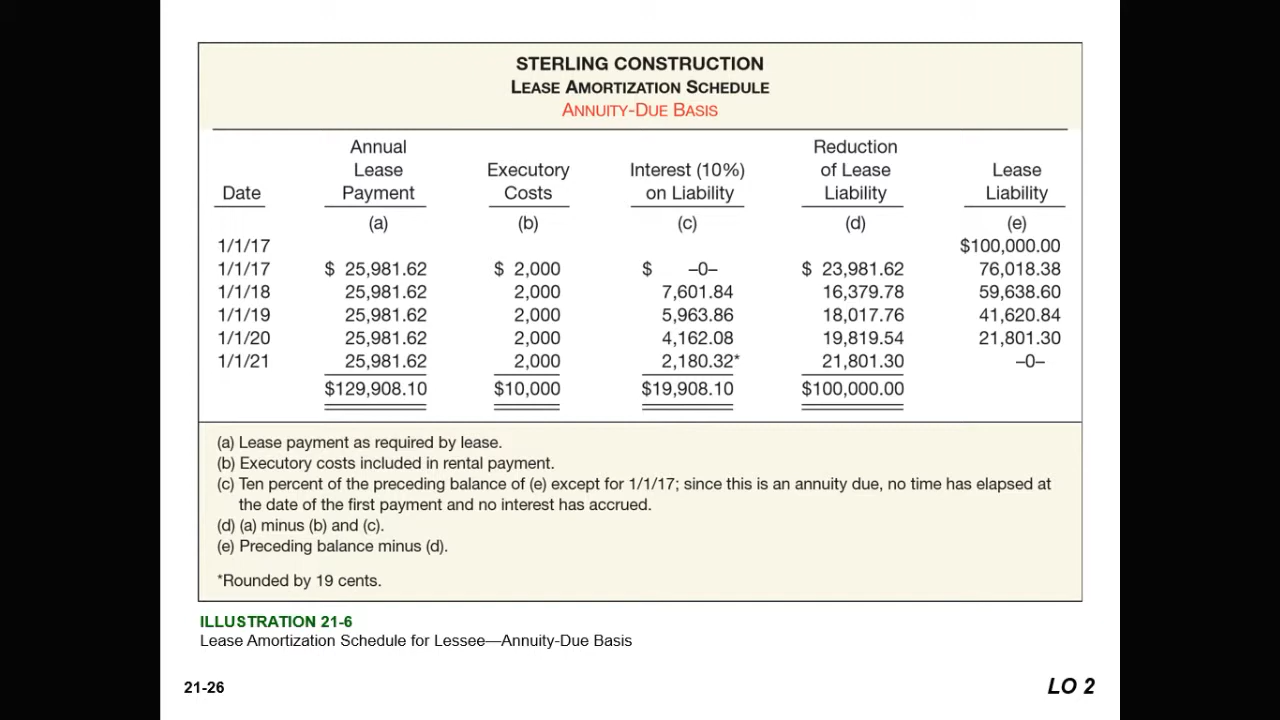 STERLING CONSTRUCTION
LEASE AMORTIZATION SCHEDULE
ANNUITY-DUE BASIS
Annual Reduction
Lease Executory Interest (10%) of Lease Lease
Date Payment Costs on Liability Liability Liability
(a) (b) (c) (d) (e)
1/1/17 $100,000.00
1/1/17 $ 25,981.62 $ 2,000 $ –0– $ 23,981.62 76,018.38
1/1/18 25,981.62 2,000 7,601.84 16,379.78 59,638.60
1/1/19 25,981.62 2,000 5,963.86 18,017.76 41,620.84
1/1/20 25,981.62 2,000 4,162.08 19,819.54 21,801.30
1/1/21 25,981.62 2,000 2,180.32* 21,801.30 –0–
$129,908.10 $10,000 $19,908.10 $100,000.00
(a) Lease payment as required by lease.
(b) Executory costs included in rental payment.
(c) Ten percent of the preceding balance of (e) except for 1/1/17; since this is an annuity due, no time has elapsed at
the date of the first payment and no interest has accrued.
(d) (a) minus (b) and (c).
(e) Preceding balance minus (d).
*Rounded by 19 cents.
ILLUSTRATION 21-6
Lease Amortization Schedule for Lessee—Annuity-Due Basis
21-26 LO 2